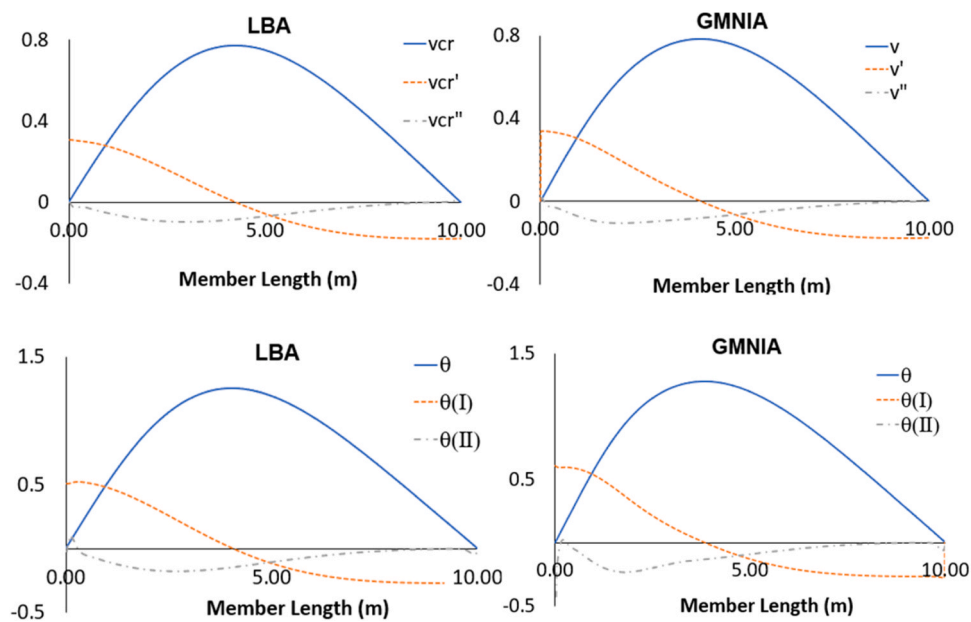 LBA
0.8
0.4
0
-0.4
0.00
5.00
10.00
vcr
vcr'
vcr"
Member Length (m)
GMNIA
0.8
0.4
0
-0.4
0.00
5.00
10.00
v
v'
v"
Member Length (m)
LBA
1.5
0.5
-0.5
0.00
5.00
10.00
θ
θ(I)
θ(II)
Member Length (m)
GMNIA
1.5
0.5
-0.5
0.00
5.00
10.00
θ
θ(I)
θ(II)
Member Length (m)